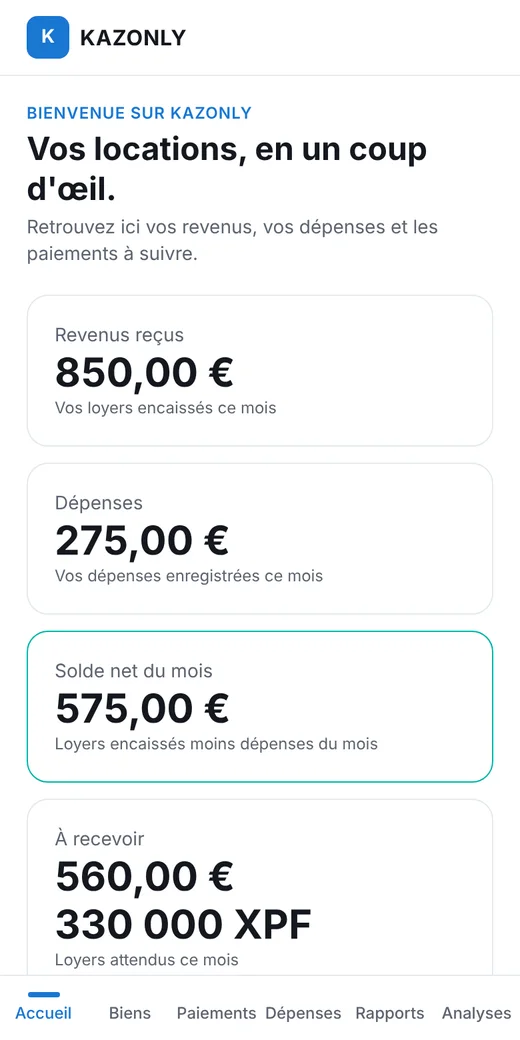 K KAZONLY
BIENVENUE SUR KAZONLY
Vos locations, en un coup
d'œil.
Retrouvez ici vos revenus, vos dépenses et les
paiements à suivre.
Revenus reçus
850,00 €
Vos loyers encaissés ce mois
Dépenses
275,00 €
Vos dépenses enregistrées ce mois
Solde net du mois
575,00 €
Loyers encaissés moins dépenses du mois
À recevoir
560,00 €
330 000 XPF
Loyers attendus ce mois
Accueil Biens Paiements Dépenses Rapports Analyses